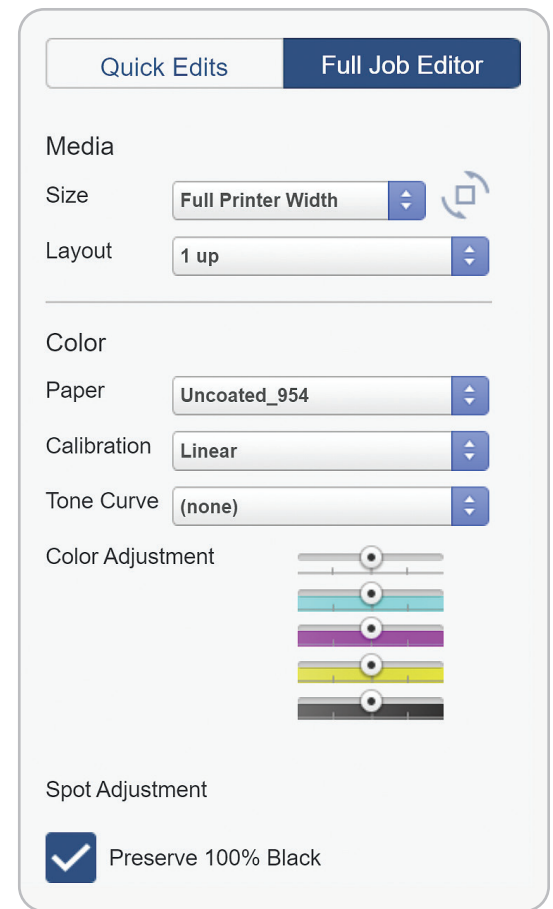 Quick Edits
Full Job Editor
Media
Size
Full Printer Width
Layout
1 up
Color
Paper
Uncoated_954
Calibration
Linear
Tone Curve
(none)
Color Adjustment
Spot Adjustment
Preserve 100% Black